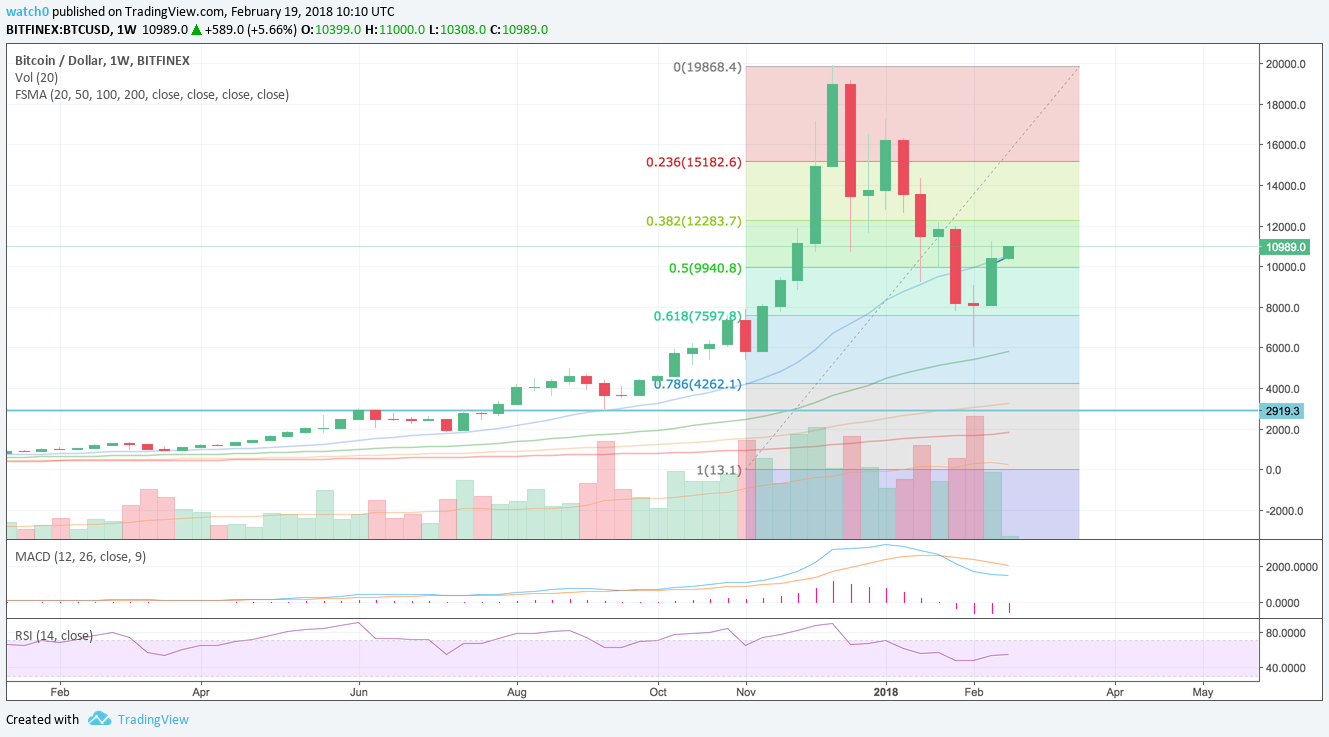 watch0 published on TradingView.com, February 19, 2018 10:10 UTC
BITFINEX:BTCUSD, 1W 10989.0 ▲ +589.0 (+5.66%) O:10399.0 H:11000.0 L:10308.0 C:10989.0
Bitcoin / Dollar, 1W, BITFINEX
Vol (20)
FSMA (20, 50, 100, 200, close, close, close, close)
0(19868.4)
0.236(15182.6)
0.382(12283.7)
0.5(9940.8)
0.618(7597.8)
0.786(4262.1)
1(13.1)
20000.0
18000.0
16000.0
14000.0
12000.0
10989.0
10000.0
8000.0
6000.0
4000.0
2919.3
2000.0
0.0
-2000.0
MACD (12, 26, close, 9)
2000.0000
0.0000
RSI (14, close)
80.0000
40.0000
Feb Apr Jun Aug Oct Nov 2018 Feb Apr May
Created with TradingView